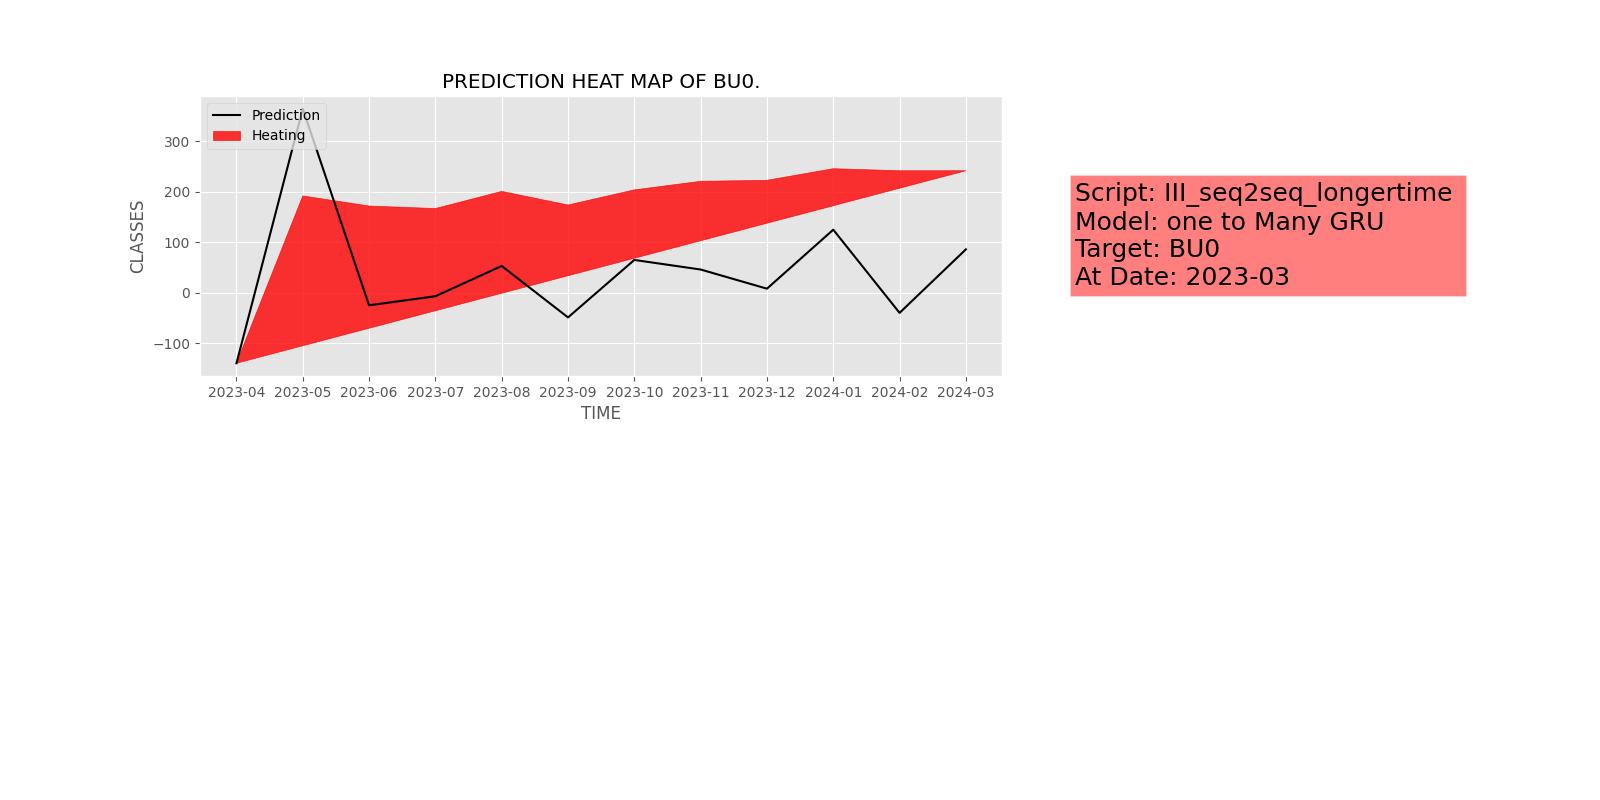 PREDICTION HEAT MAP OF BU0.
Prediction
Heating
300
200
100
0
−100
CLASSES
2023-04 2023-05 2023-06 2023-07 2023-08 2023-09 2023-10 2023-11 2023-12 2024-01 2024-02 2024-03
TIME
Script: III_seq2seq_longertime
Model: one to Many GRU
Target: BU0
At Date: 2023-03